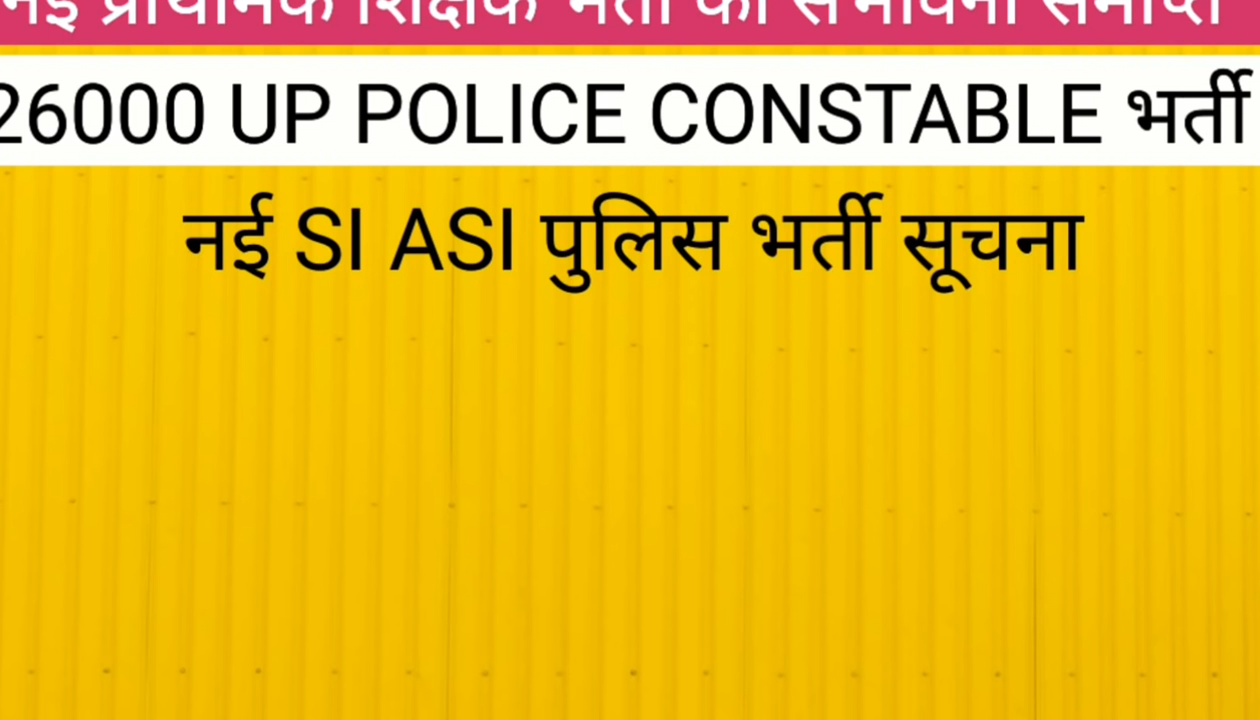 नई प्राथमिक शिक्षक भर्ती की संभावना समाप्त
26000 UP POLICE CONSTABLE भर्ती
नई SI ASI पुलिस भर्ती सूचना